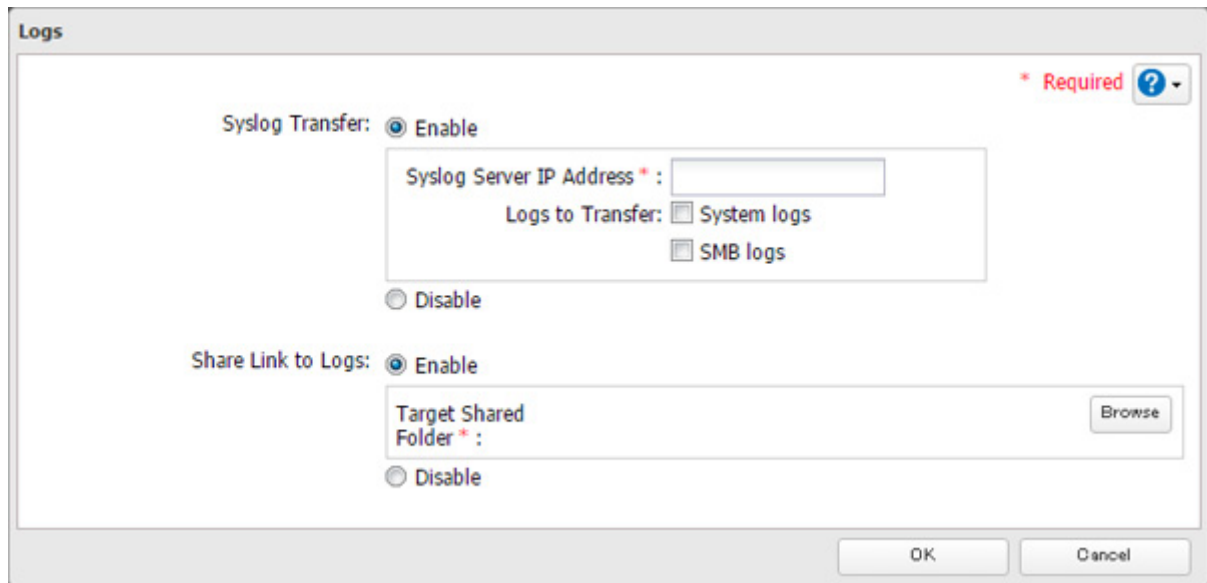 Logs
* Required ?
Syslog Transfer: Enable
Syslog Server IP Address * :
Logs to Transfer: System logs
SMB logs
Disable
Share Link to Logs: Enable
Target Shared
Folder * :
Browse
Disable
OK Cancel